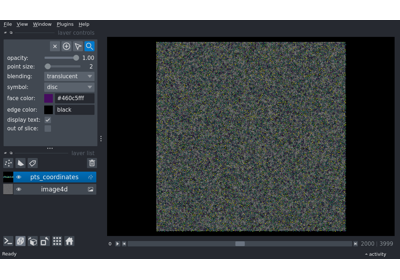 File View Window Plugins Help
layer controls
opacity: 1.00
point size: 2
blending: translucent
symbol: disc
face color: #460c5fff
edge color: black
display text:
out of slice:
layer list
pts_coordinates
image4d
0 2000 3999
Ready activity